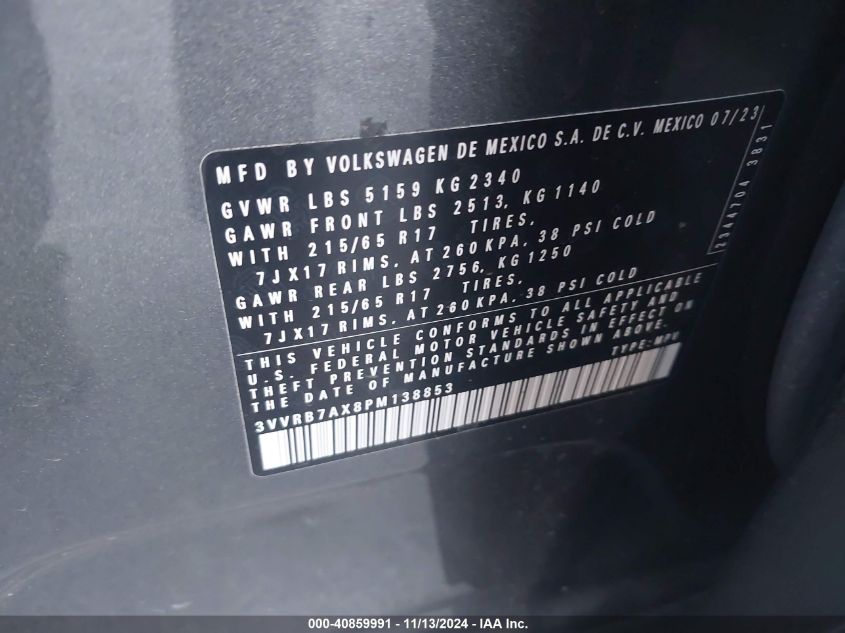 MFD BY VOLKSWAGEN DE MEXICO S.A. DE C.V. MEXICO 07/23
GVWR LBS 5159 KG 2340
GAWR FRONT LBS 2513, KG 1140
WITH 215/65 R17 TIRES,
7JX17 RIMS, AT 260KPA, 38 PSI COLD
GAWR REAR LBS 2756, KG 1250
WITH 215/65 R17 TIRES,
7JX17 RIMS, AT 260KPA, 38 PSI COLD
THIS VEHICLE CONFORMS TO ALL APPLICABLE
U.S. FEDERAL MOTOR VEHICLE SAFETY AND
THEFT PREVENTION STANDARDS IN EFFECT ON
THE DATE OF MANUFACTURE SHOWN ABOVE.
TYPE: MPV
3VVRB7AX8PM138853
2344704 3831
000-40859991 - 11/13/2024 - IAA Inc.